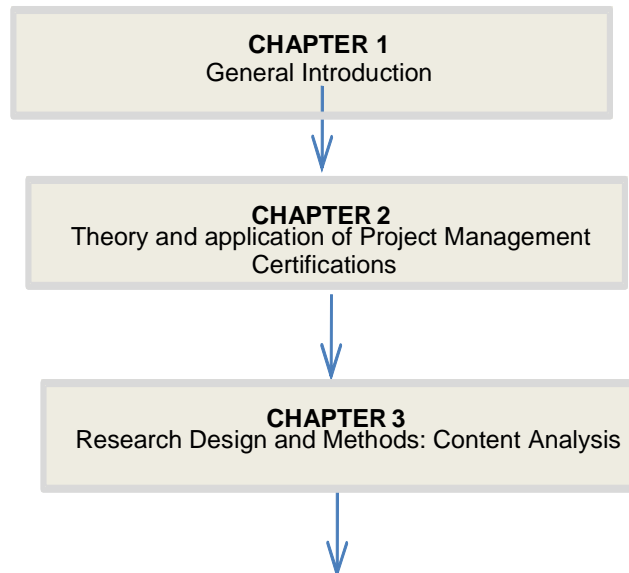 CHAPTER 1
General Introduction
CHAPTER 2
Theory and application of Project Management
Certifications
CHAPTER 3
Research Design and Methods: Content Analysis